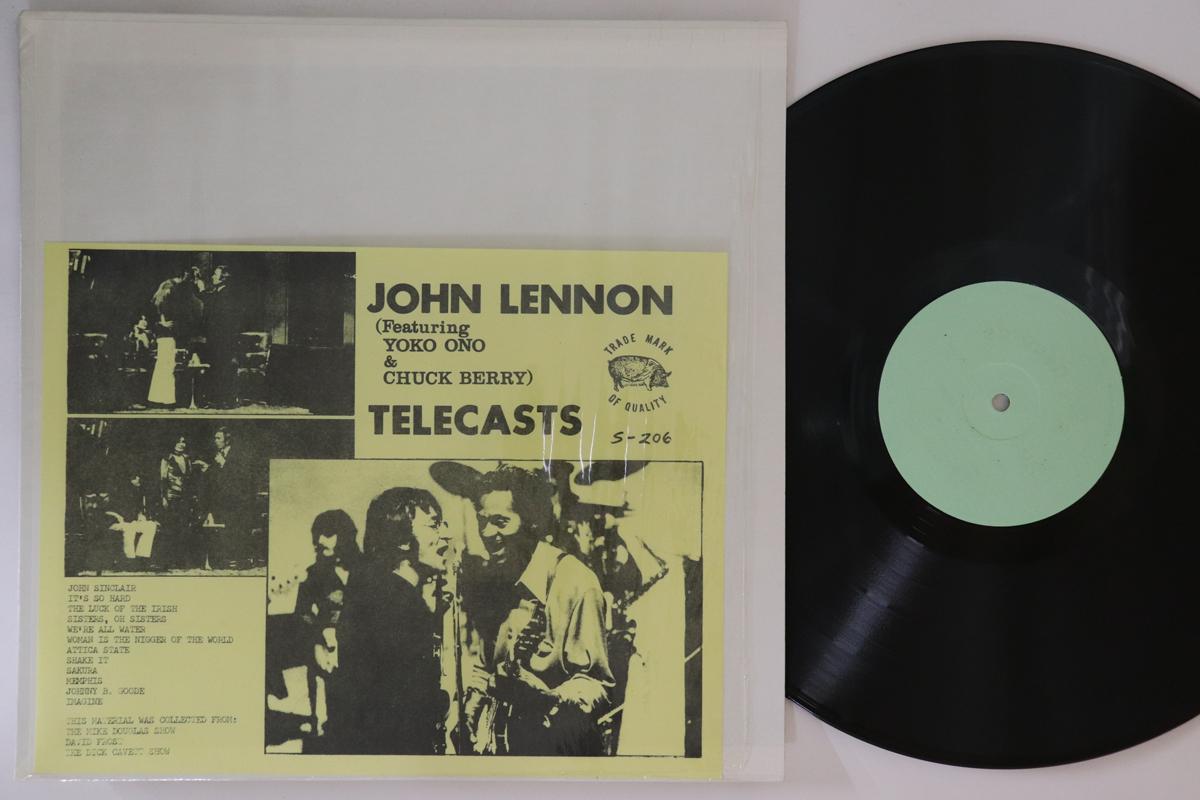 JOHN LENNON
(Featuring
YOKO ONO
&
CHUCK BERRY)
TELECASTS
TRADE MARK
OF QUALITY
S-206
JOHN SINCLAIR
IT'S SO HARD
THE LUCK OF THE IRISH
SISTERS, OH SISTERS
WE'RE ALL WATER
WOMAN IS THE NIGGER OF THE WORLD
ATTICA STATE
SHAKE IT
SAKURA
MEMPHIS
JOHNNY B. GOODE
IMAGINE
THIS MATERIAL WAS COLLECTED FROM:
THE MIKE DOUGLAS SHOW
DAVID FROST
THE DICK CAVETT SHOW